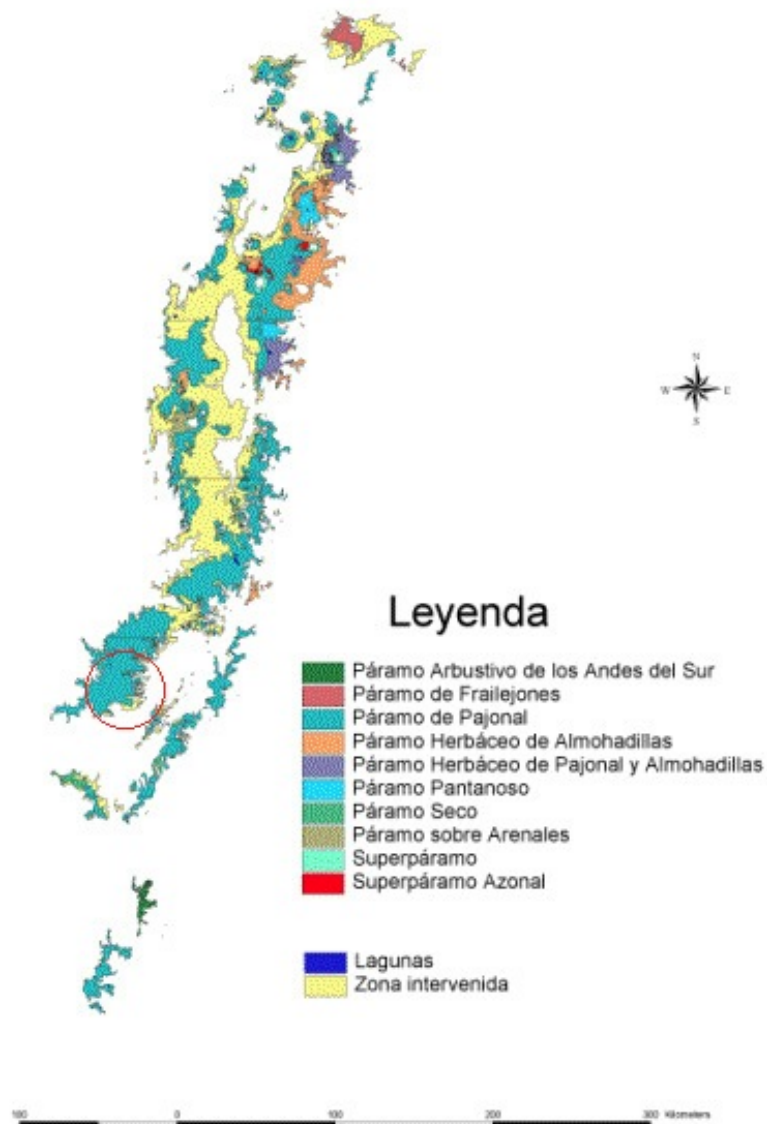 N
W E
S
Leyenda
Páramo Arbustivo de los Andes del Sur
Páramo de Frailejones
Páramo de Pajonal
Páramo Herbáceo de Almohadillas
Páramo Herbáceo de Pajonal y Almohadillas
Páramo Pantanoso
Páramo Seco
Páramo sobre Arenales
Superpáramo
Superpáramo Azonal
Lagunas
Zona intervenida
100 0 100 200 300 Kilometers